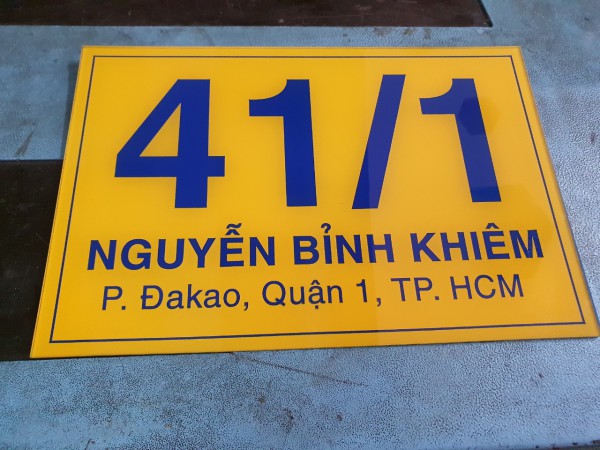 41/1
NGUYỄN BỈNH KHIÊM
P. Đakao, Quận 1, TP. HCM